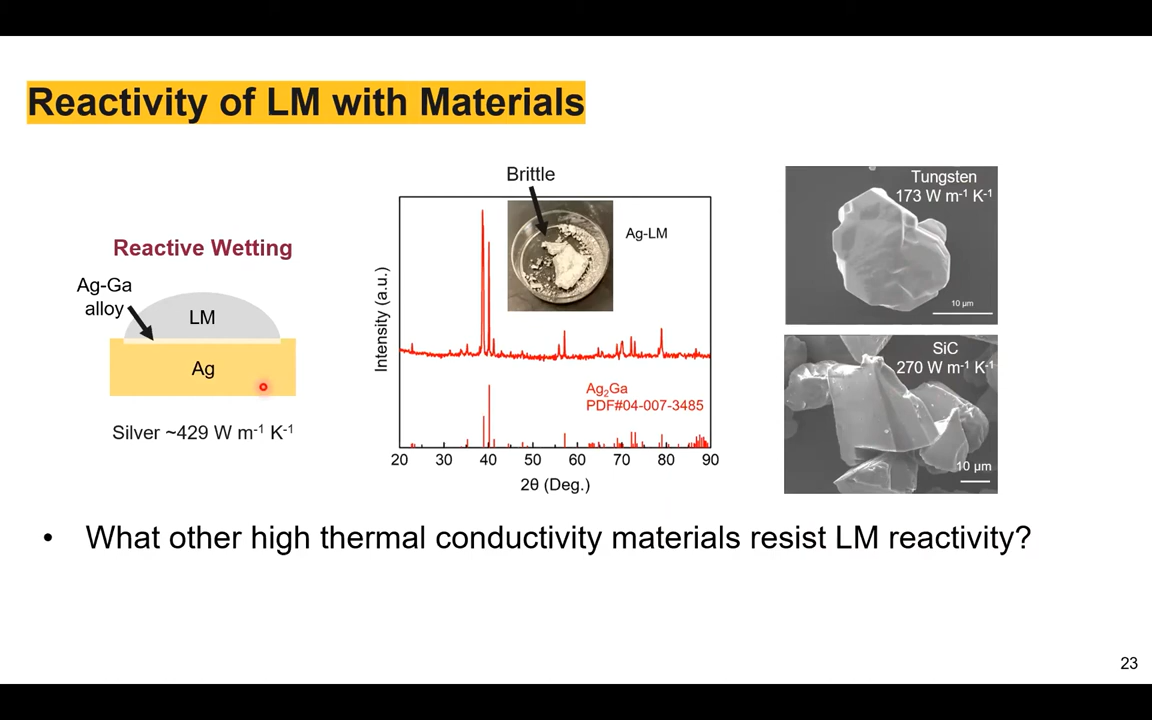 Reactivity of LM with Materials
Reactive Wetting
Ag-Ga
alloy
LM
Ag
Silver ~429 W m⁻¹ K⁻¹
Brittle
Ag-LM
Intensity (a.u.)
Ag₂Ga
PDF#04-007-3485
20 30 40 50 60 70 80 90
2θ (Deg.)
Tungsten
173 W m⁻¹ K⁻¹
10 µm
SiC
270 W m⁻¹ K⁻¹
10 µm
• What other high thermal conductivity materials resist LM reactivity?
23